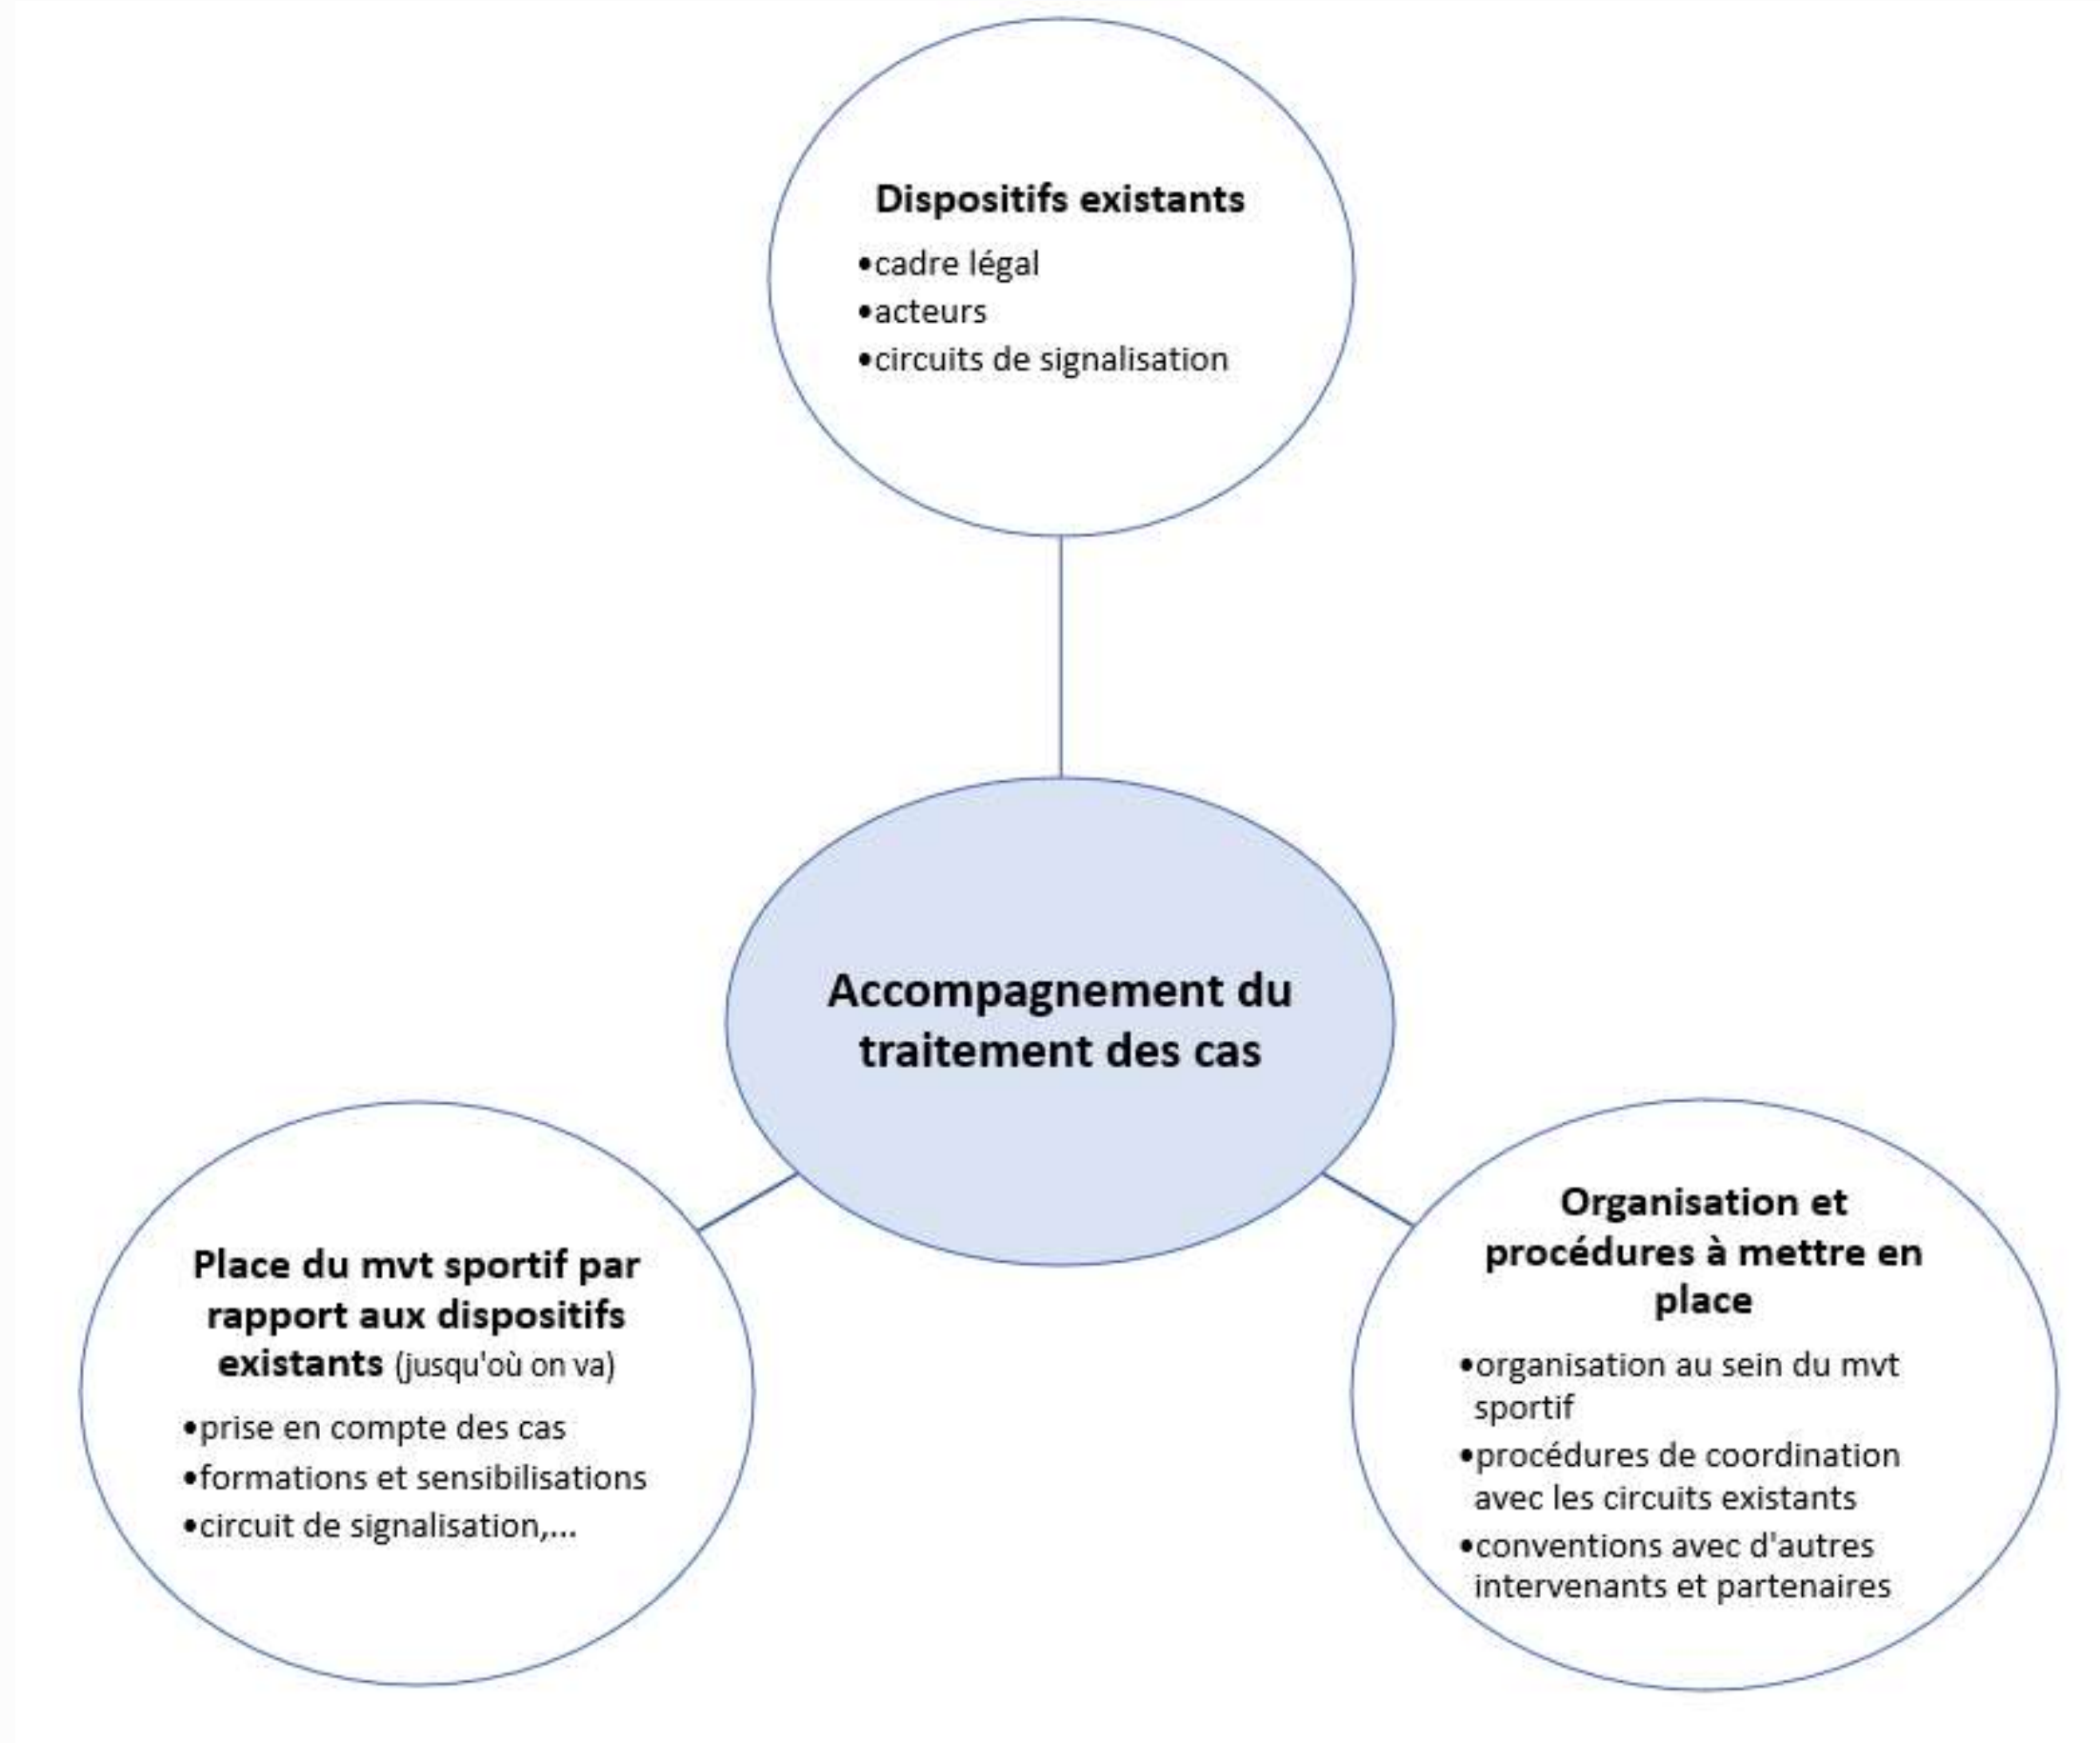 Dispositifs existants
•cadre légal
•acteurs
•circuits de signalisation
Accompagnement du
traitement des cas
Place du mvt sportif par
rapport aux dispositifs
existants (jusqu'où on va)
•prise en compte des cas
•formations et sensibilisations
•circuit de signalisation,...
Organisation et
procédures à mettre en
place
•organisation au sein du mvt
sportif
•procédures de coordination
avec les circuits existants
•conventions avec d'autres
intervenants et partenaires